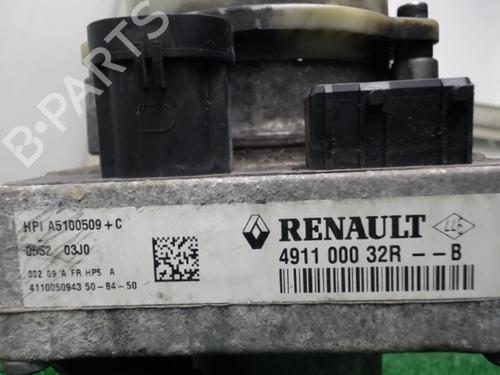 B-PARTS
HPI A5100509+C
0552 03J0
002 09 A FR HP5 A
4110050943 50-84-50
RENAULT
4911 000 32R --B